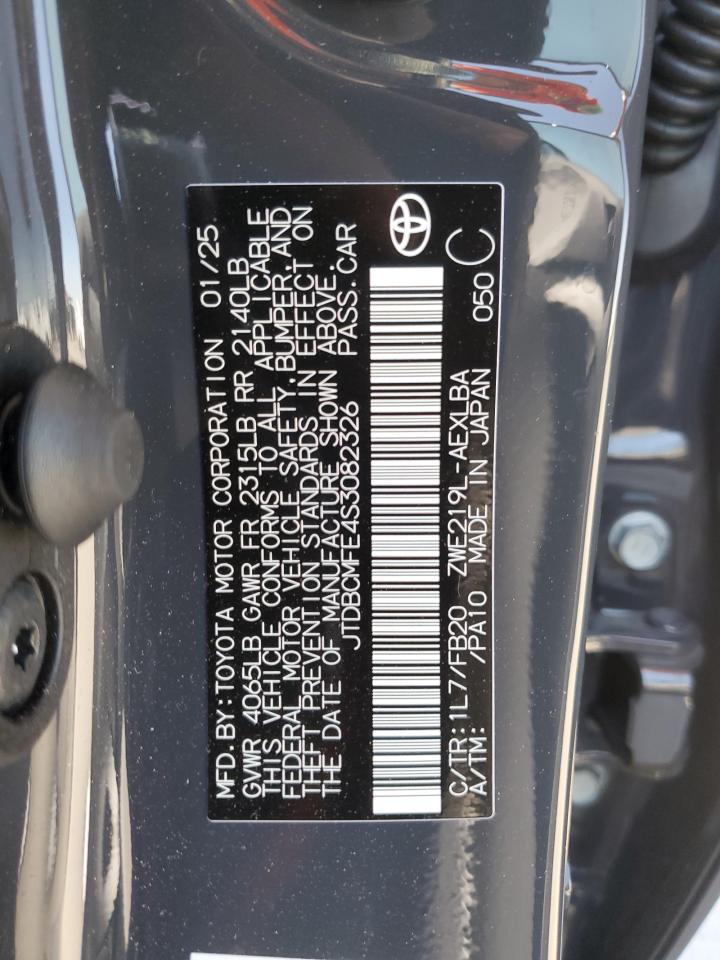 MFD. BY: TOYOTA MOTOR CORPORATION 01/25
GVWR 4065LB GAWR FR 2315LB RR 2140LB
THIS VEHICLE CONFORMS TO ALL APPLICABLE
FEDERAL MOTOR VEHICLE SAFETY, BUMPER, AND
THEFT PREVENTION STANDARDS IN EFFECT ON
THE DATE OF MANUFACTURE SHOWN ABOVE.
JTDBCMFE4S3082326 PASS. CAR
C/TR: 1L7/FB20 ZWE219L-AEXLBA 050 C
A/TM: /PA10 MADE IN JAPAN